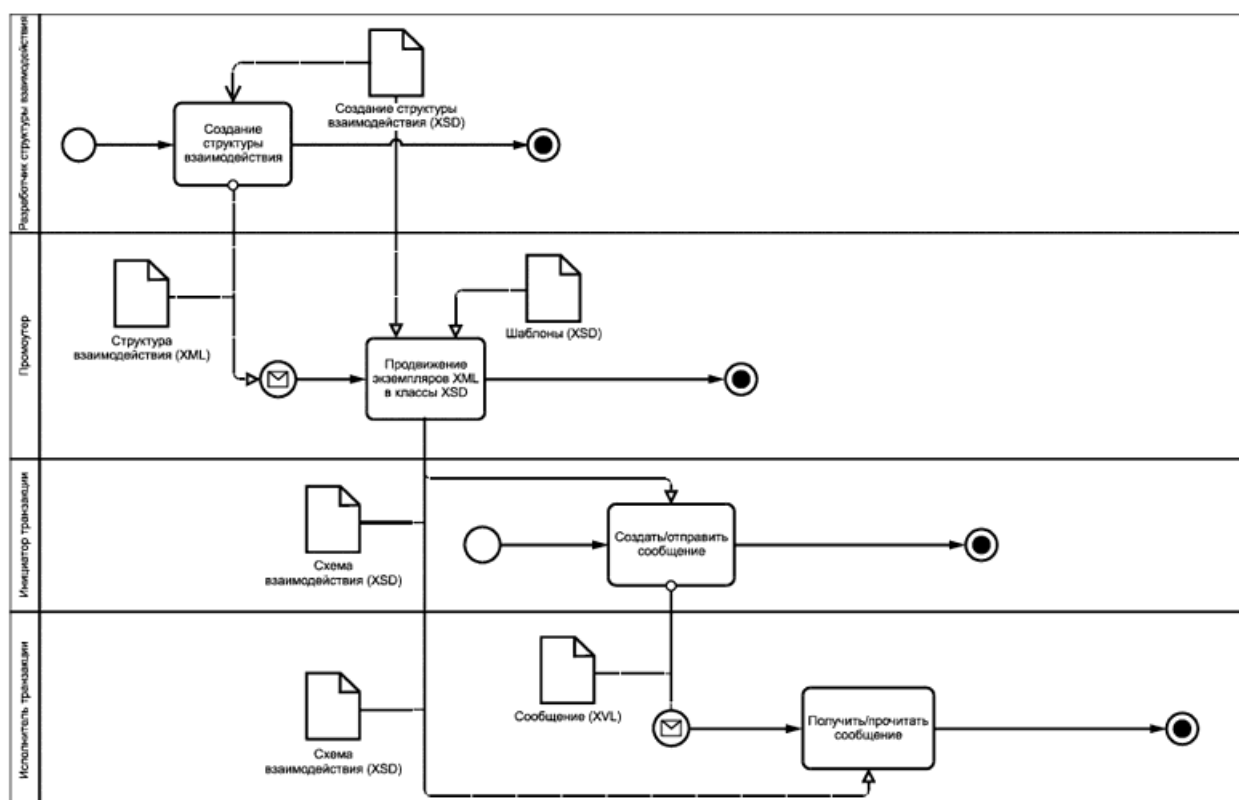 Разработчик структуры взаимодействия
Создание структуры
взаимодействия (XSD)
Создание
структуры
взаимодействия
Промоутер
Структура
взаимодействия (XML)
Шаблоны (XSD)
Продвижение
экземпляров XML
в классы XSD
Инициатор транзакции
Схема
взаимодействия (XSD)
Создать/отправить
сообщение
Исполнитель транзакции
Схема
взаимодействия (XSD)
Сообщение (XVL)
Получить/прочитать
сообщение